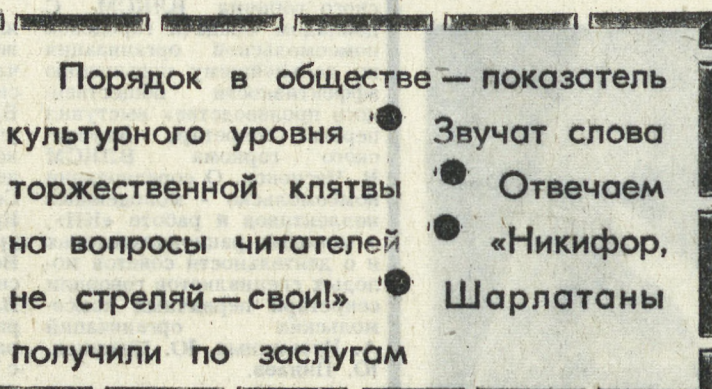 Порядок в обществе — показатель
культурного уровня ● Звучат слова
торжественной клятвы ● Отвечаем
на вопросы читателей ● «Никифор,
не стреляй — свои!» ● Шарлатаны
получили по заслугам